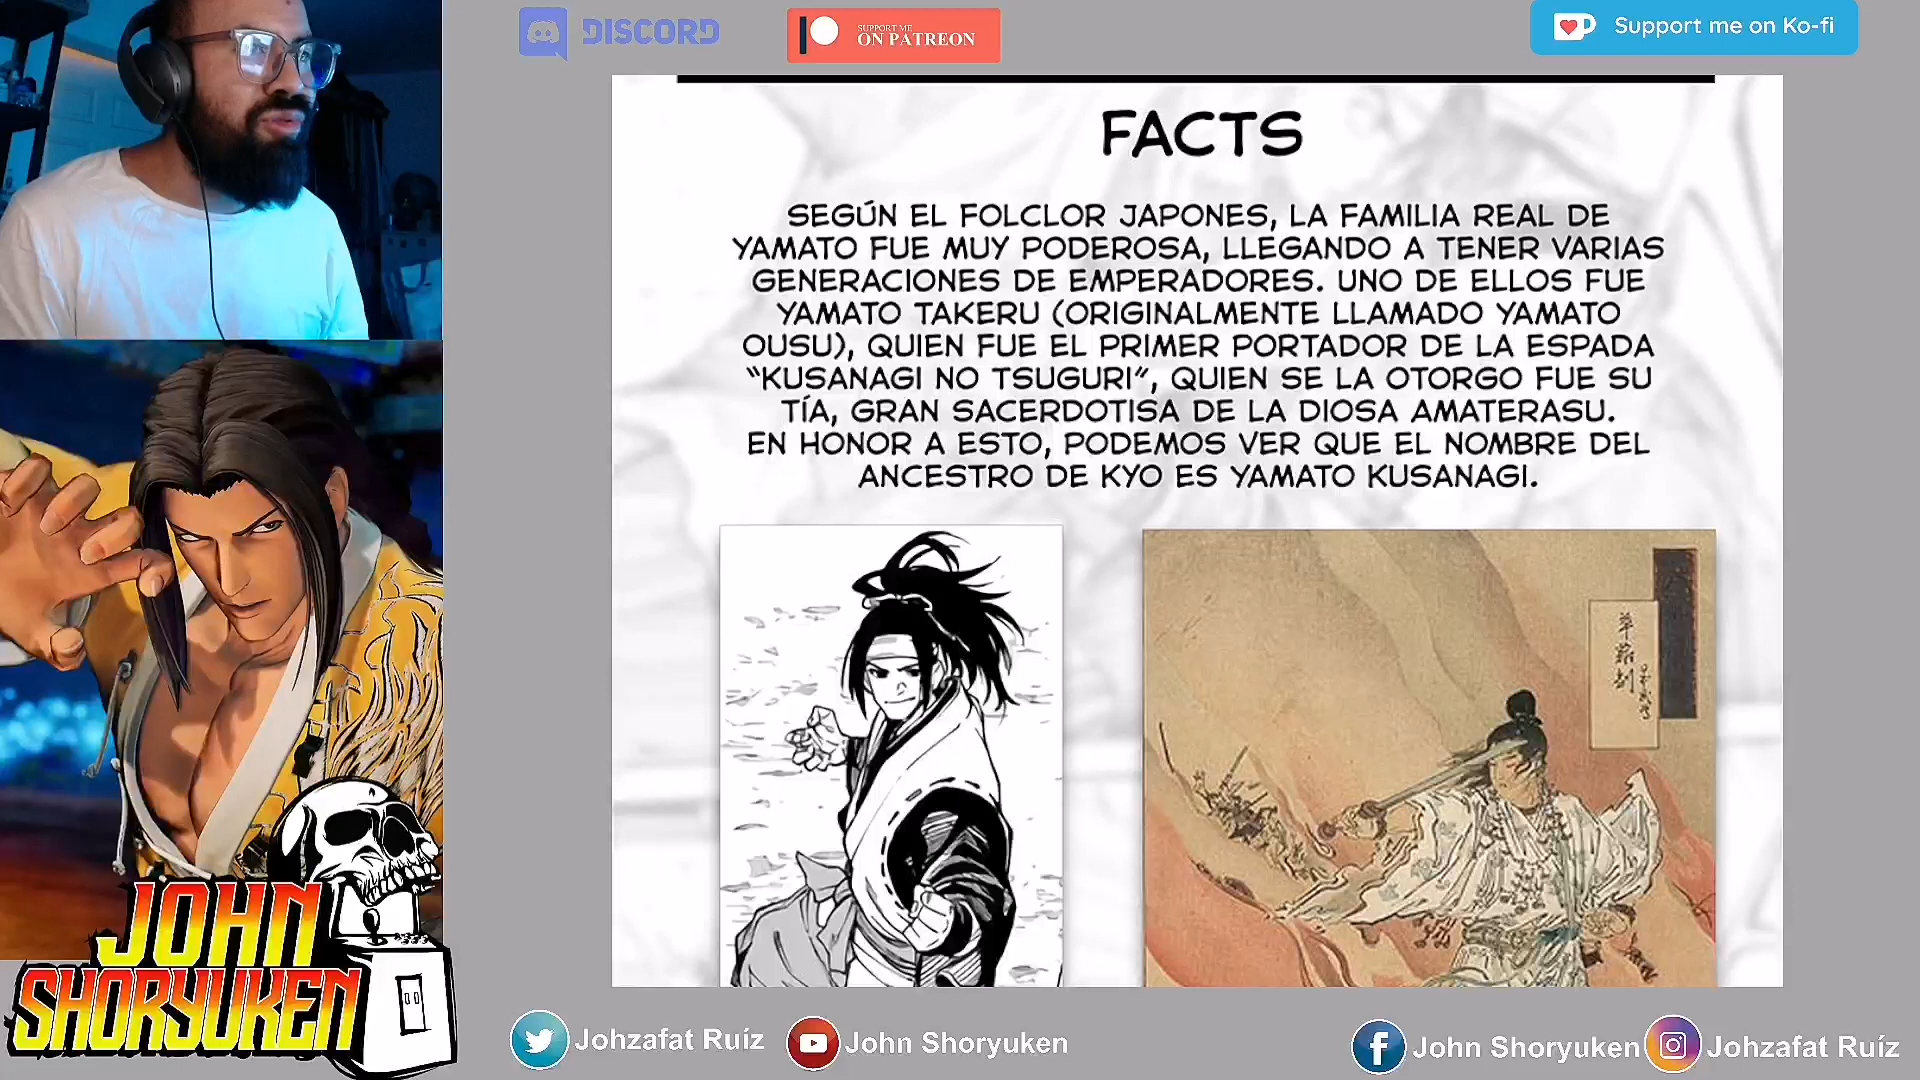 DISCORD
SUPPORT ME
ON PATREON
Support me on Ko-fi
FACTS
SEGÚN EL FOLCLOR JAPONES, LA FAMILIA REAL DE
YAMATO FUE MUY PODEROSA, LLEGANDO A TENER VARIAS
GENERACIONES DE EMPERADORES. UNO DE ELLOS FUE
YAMATO TAKERU (ORIGINALMENTE LLAMADO YAMATO
OUSU), QUIEN FUE EL PRIMER PORTADOR DE LA ESPADA
"KUSANAGI NO TSUGURI", QUIEN SE LA OTORGO FUE SU
TÍA, GRAN SACERDOTISA DE LA DIOSA AMATERASU.
EN HONOR A ESTO, PODEMOS VER QUE EL NOMBRE DEL
ANCESTRO DE KYO ES YAMATO KUSANAGI.
JOHN
SHORYUKEN
Johzafat Ruíz
John Shoryuken
John Shoryuken
Johzafat Ruíz